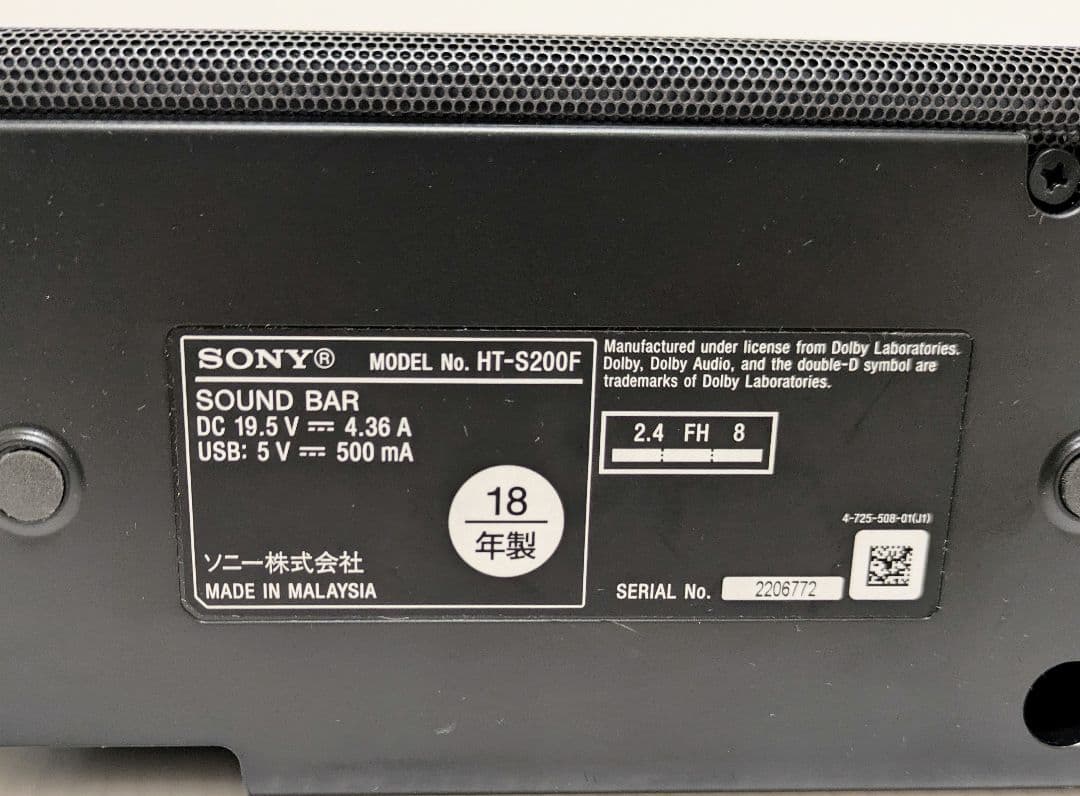 SONY® MODEL No. HT-S200F
SOUND BAR
DC 19.5 V ⎓ 4.36 A
USB: 5 V ⎓ 500 mA
18
年製
ソニー株式会社
MADE IN MALAYSIA
Manufactured under license from Dolby Laboratories.
Dolby, Dolby Audio, and the double-D symbol are
trademarks of Dolby Laboratories.
2.4 FH 8
4-725-508-01(J1)
SERIAL No. 2206772